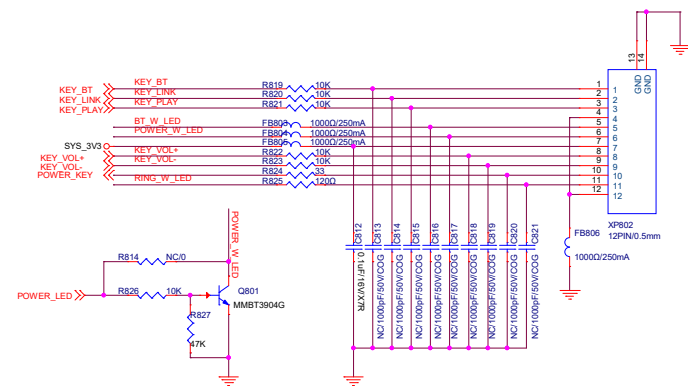 13
14
GND
GND
KEY_BT
KEY_BT
R819
10K
1
KEY_LINK
KEY_LINK
R820
10K
2
KEY_PLAY
KEY_PLAY
R821
10K
3
4
BT_W_LED
FB803
1000Ω/250mA
5
POWER_W_LED
FB804
1000Ω/250mA
6
SYS_3V3
FB805
1000Ω/250mA
7
KEY_VOL+
KEY_VOL+
R822
10K
8
KEY_VOL-
KEY_VOL-
R823
10K
9
POWER_KEY
R824
33
10
RING_W_LED
R825
120Ω
11
12
1
2
3
4
5
6
7
8
9
10
11
12
XP802
12PIN/0.5mm
FB806
1000Ω/250mA
C812
0.1uF/16V/X7R
C813
NC/1000pF/50V/COG
C814
NC/1000pF/50V/COG
C815
NC/1000pF/50V/COG
C816
NC/1000pF/50V/COG
C817
NC/1000pF/50V/COG
C818
NC/1000pF/50V/COG
C819
NC/1000pF/50V/COG
C820
NC/1000pF/50V/COG
C821
NC/1000pF/50V/COG
POWER_W_LED
R814
NC/0
POWER_LED
R826
10K
Q801
MMBT3904G
R827
47K